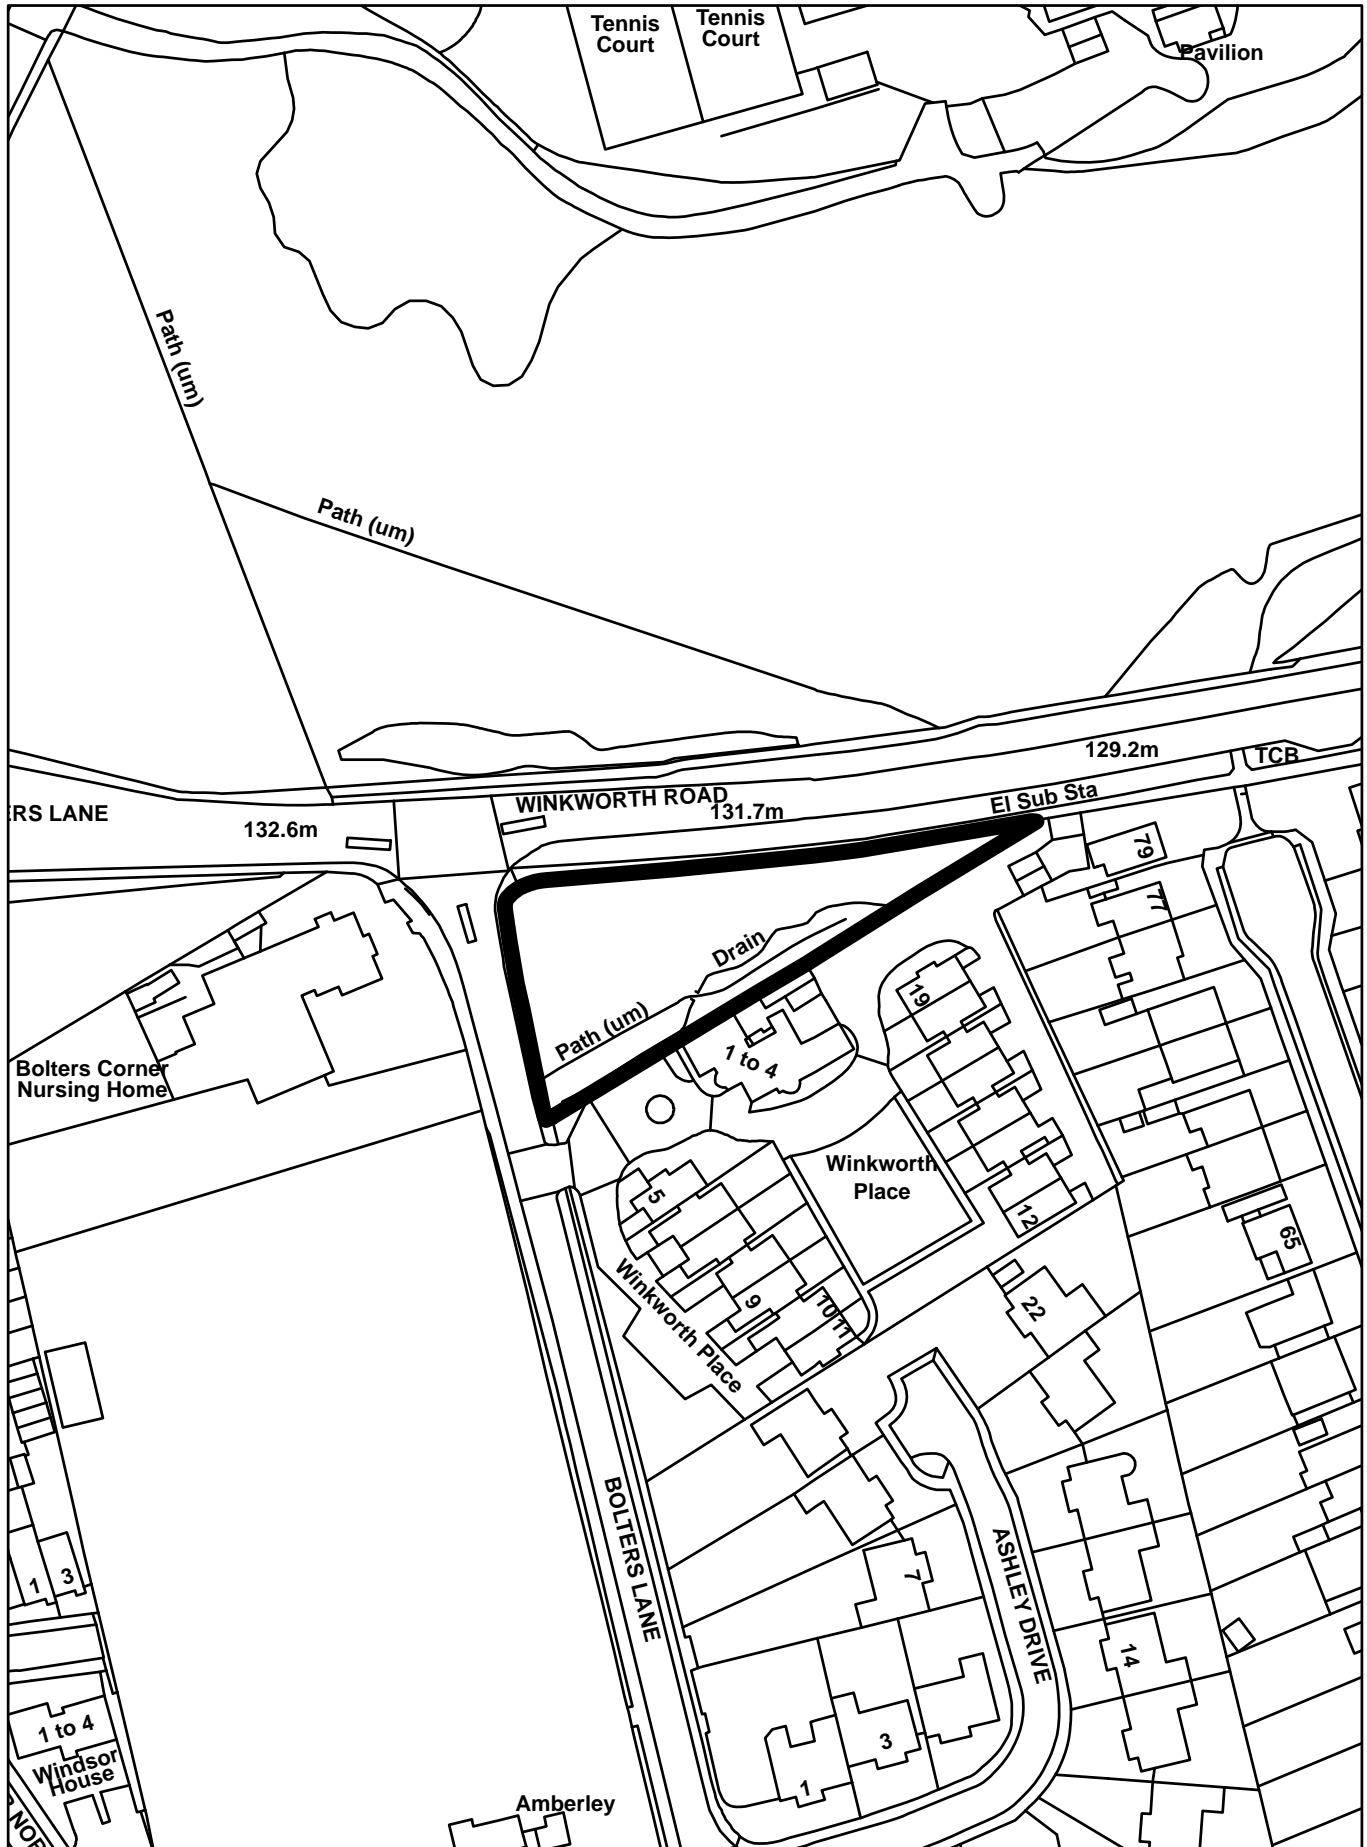 Tennis
Court
Tennis
Court
Pavilion
Path (um)
Path (um)
129.2m
TCB
ERS LANE
132.6m
WINKWORTH ROAD
131.7m
El Sub Sta
79
77
Drain
19
Path (um)
1 to 4
Bolters Corner
Nursing Home
Winkworth
Place
5
12
65
Winkworth Place
9
10
11
22
BOLTERS LANE
ASHLEY DRIVE
7
1
3
14
1 to 4
Windsor
House
3
1
Amberley